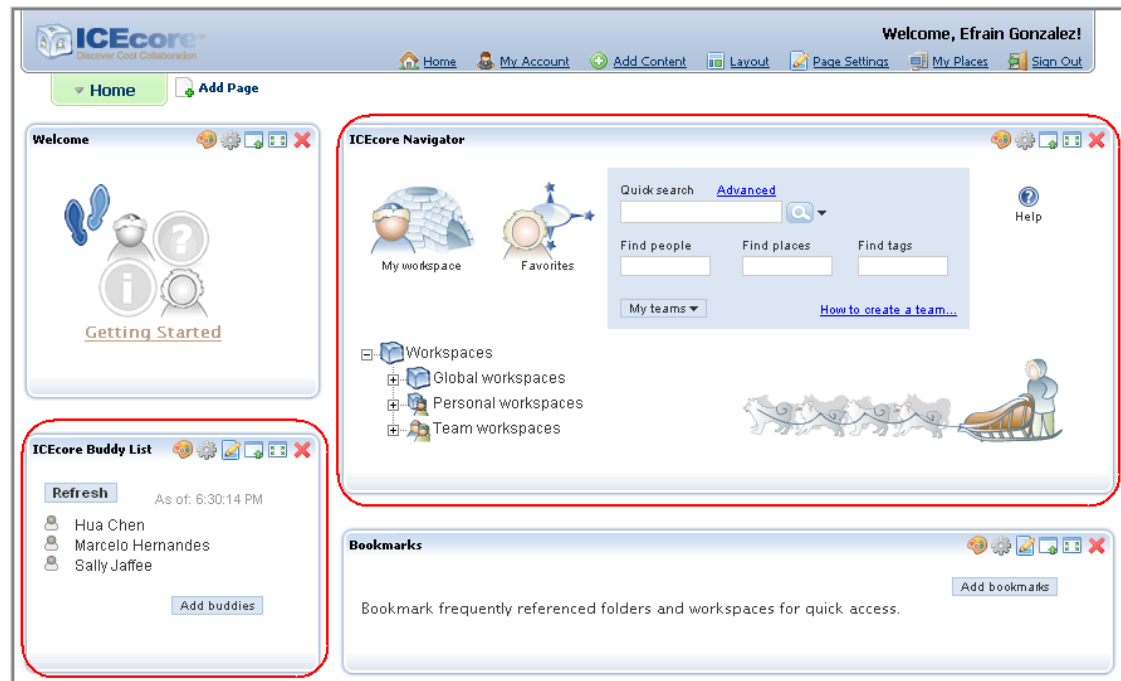 ICEcore
Discover Cool Collaboration
Welcome, Efrain Gonzalez!
Home My Account Add Content Layout Page Settings My Places Sign Out
Home Add Page
Welcome
Getting Started
ICEcore Navigator
My workspace
Favorites
Quick search Advanced
Find people Find places Find tags
My teams
How to create a team...
Help
Workspaces
Global workspaces
Personal workspaces
Team workspaces
ICEcore Buddy List
Refresh As of: 6:30:14 PM
Hua Chen
Marcelo Hernandes
Sally Jaffee
Add buddies
Bookmarks
Add bookmarks
Bookmark frequently referenced folders and workspaces for quick access.